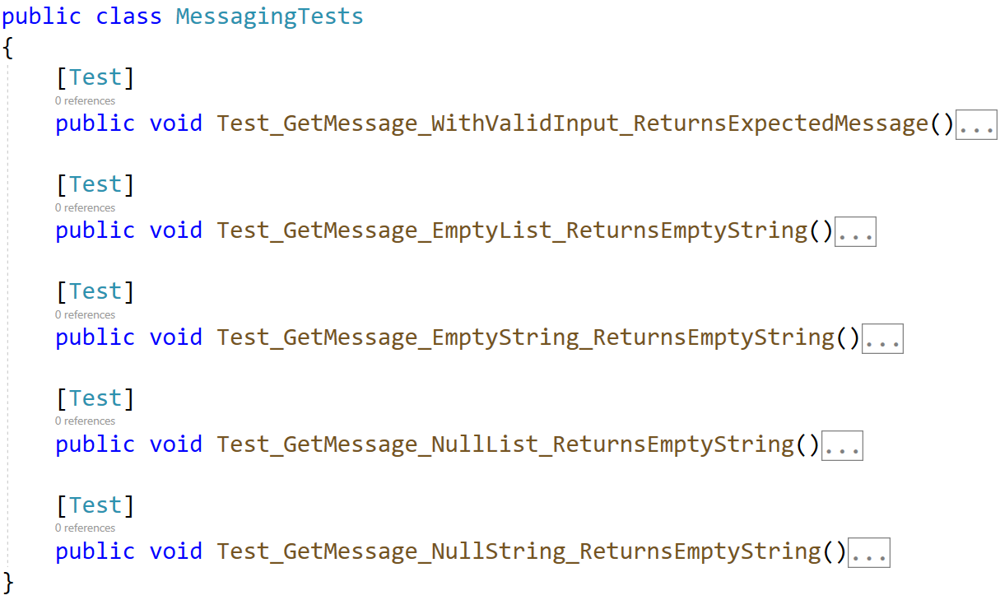 public class MessagingTests
{
[Test]
0 references
public void Test_GetMessage_WithValidInput_ReturnsExpectedMessage()...
[Test]
0 references
public void Test_GetMessage_EmptyList_ReturnsEmptyString()...
[Test]
0 references
public void Test_GetMessage_EmptyString_ReturnsEmptyString()...
[Test]
0 references
public void Test_GetMessage_NullList_ReturnsEmptyString()...
[Test]
0 references
public void Test_GetMessage_NullString_ReturnsEmptyString()...
}